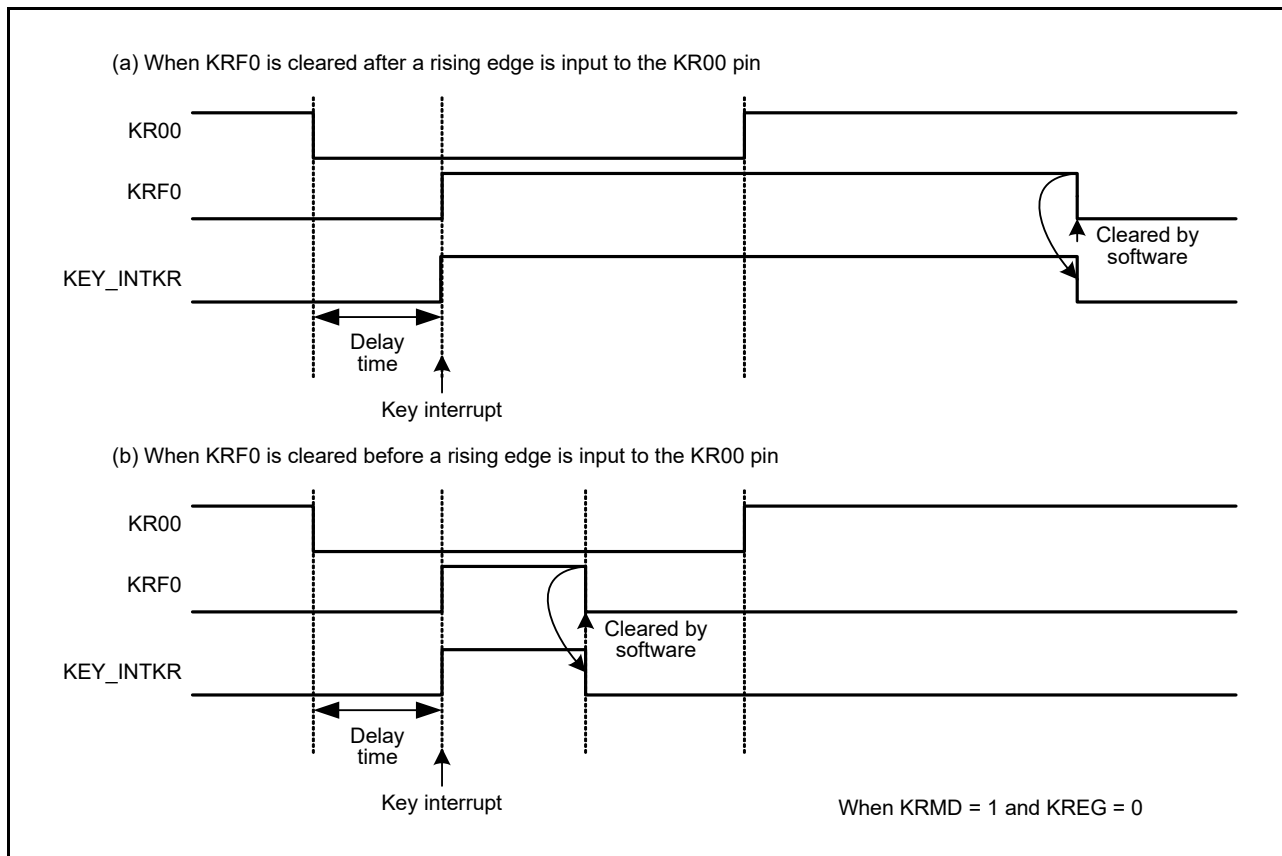 (a) When KRF0 is cleared after a rising edge is input to the KR00 pin
KR00
KRF0
Cleared by
software
KEY_INTKR
Delay
time
Key interrupt
(b) When KRF0 is cleared before a rising edge is input to the KR00 pin
KR00
KRF0
Cleared by
software
KEY_INTKR
Delay
time
Key interrupt
When KRMD = 1 and KREG = 0